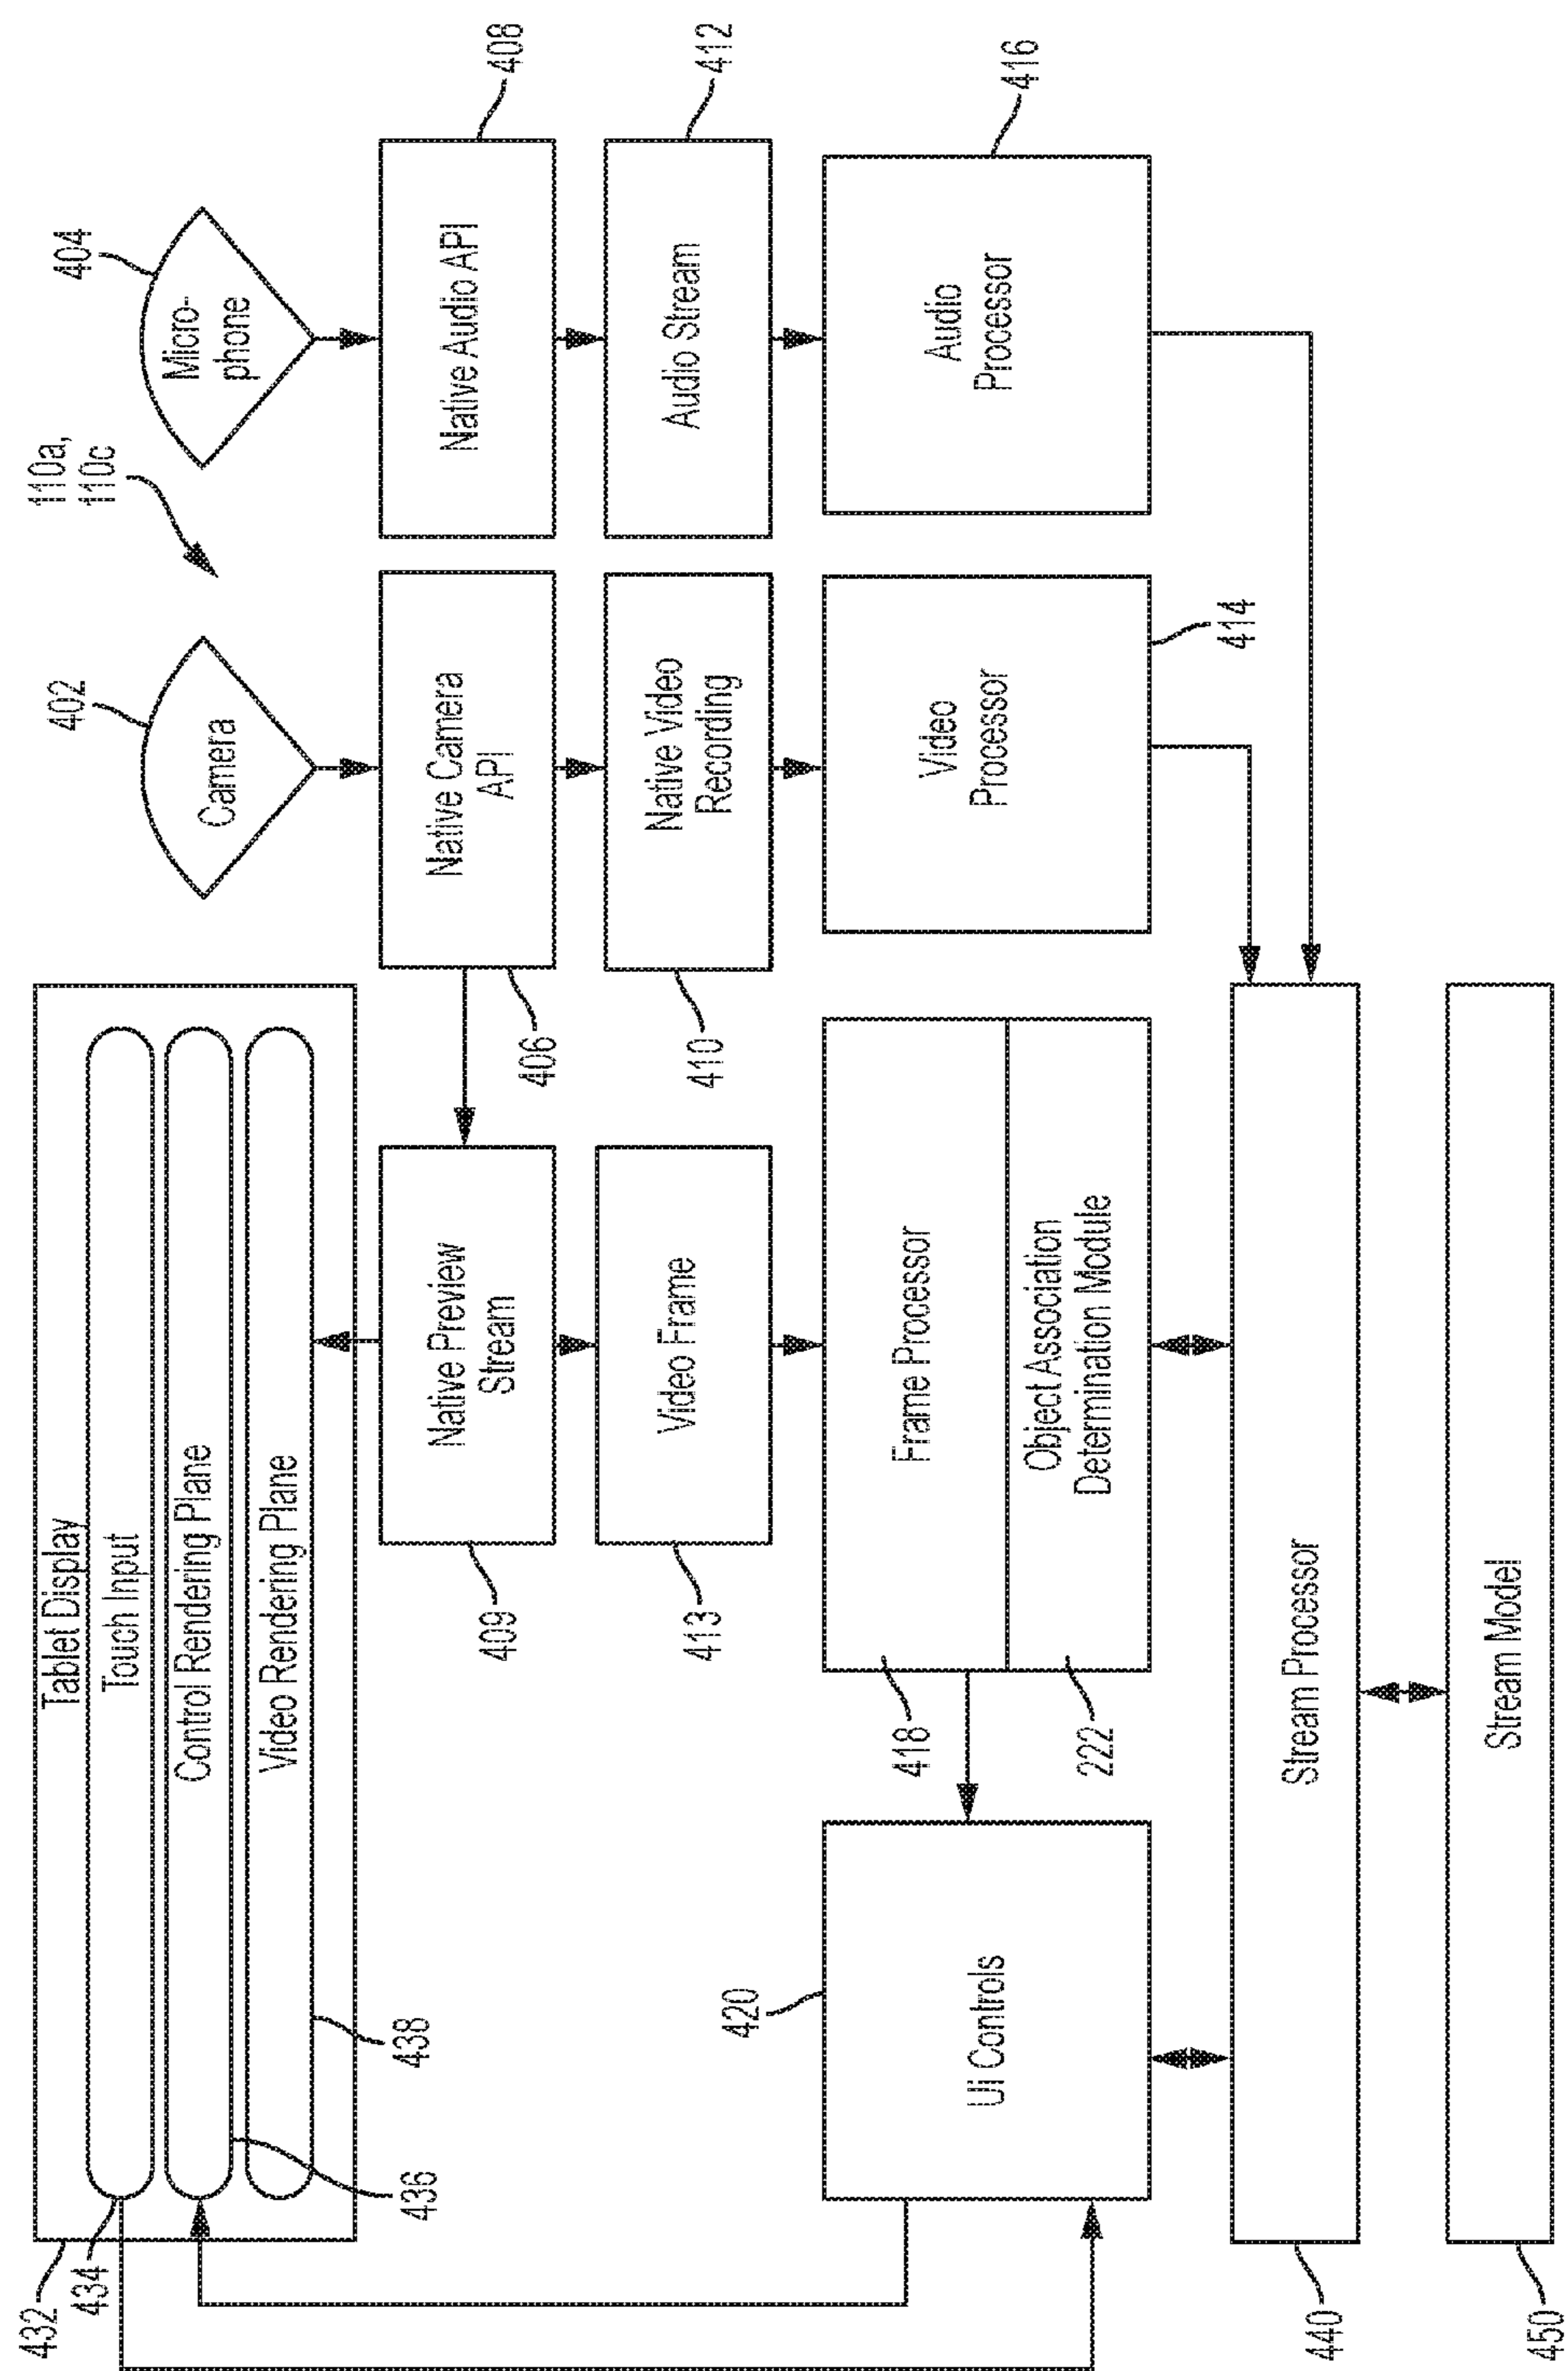 432
Tablet Display
434
Touch Input
Control Rendering Plane
436
Video Rendering Plane
438
402
Camera
110a,
110c
404
Micro-
phone
Native Preview
Stream
409
Native Camera
API
406
Native Audio API
408
Video Frame
413
Native Video
Recording
410
Audio Stream
412
420
Ui Controls
418
Frame Processor
222
Object Association
Determination Module
Video
Processor
414
Audio
Processor
416
440
Stream Processor
450
Stream Model